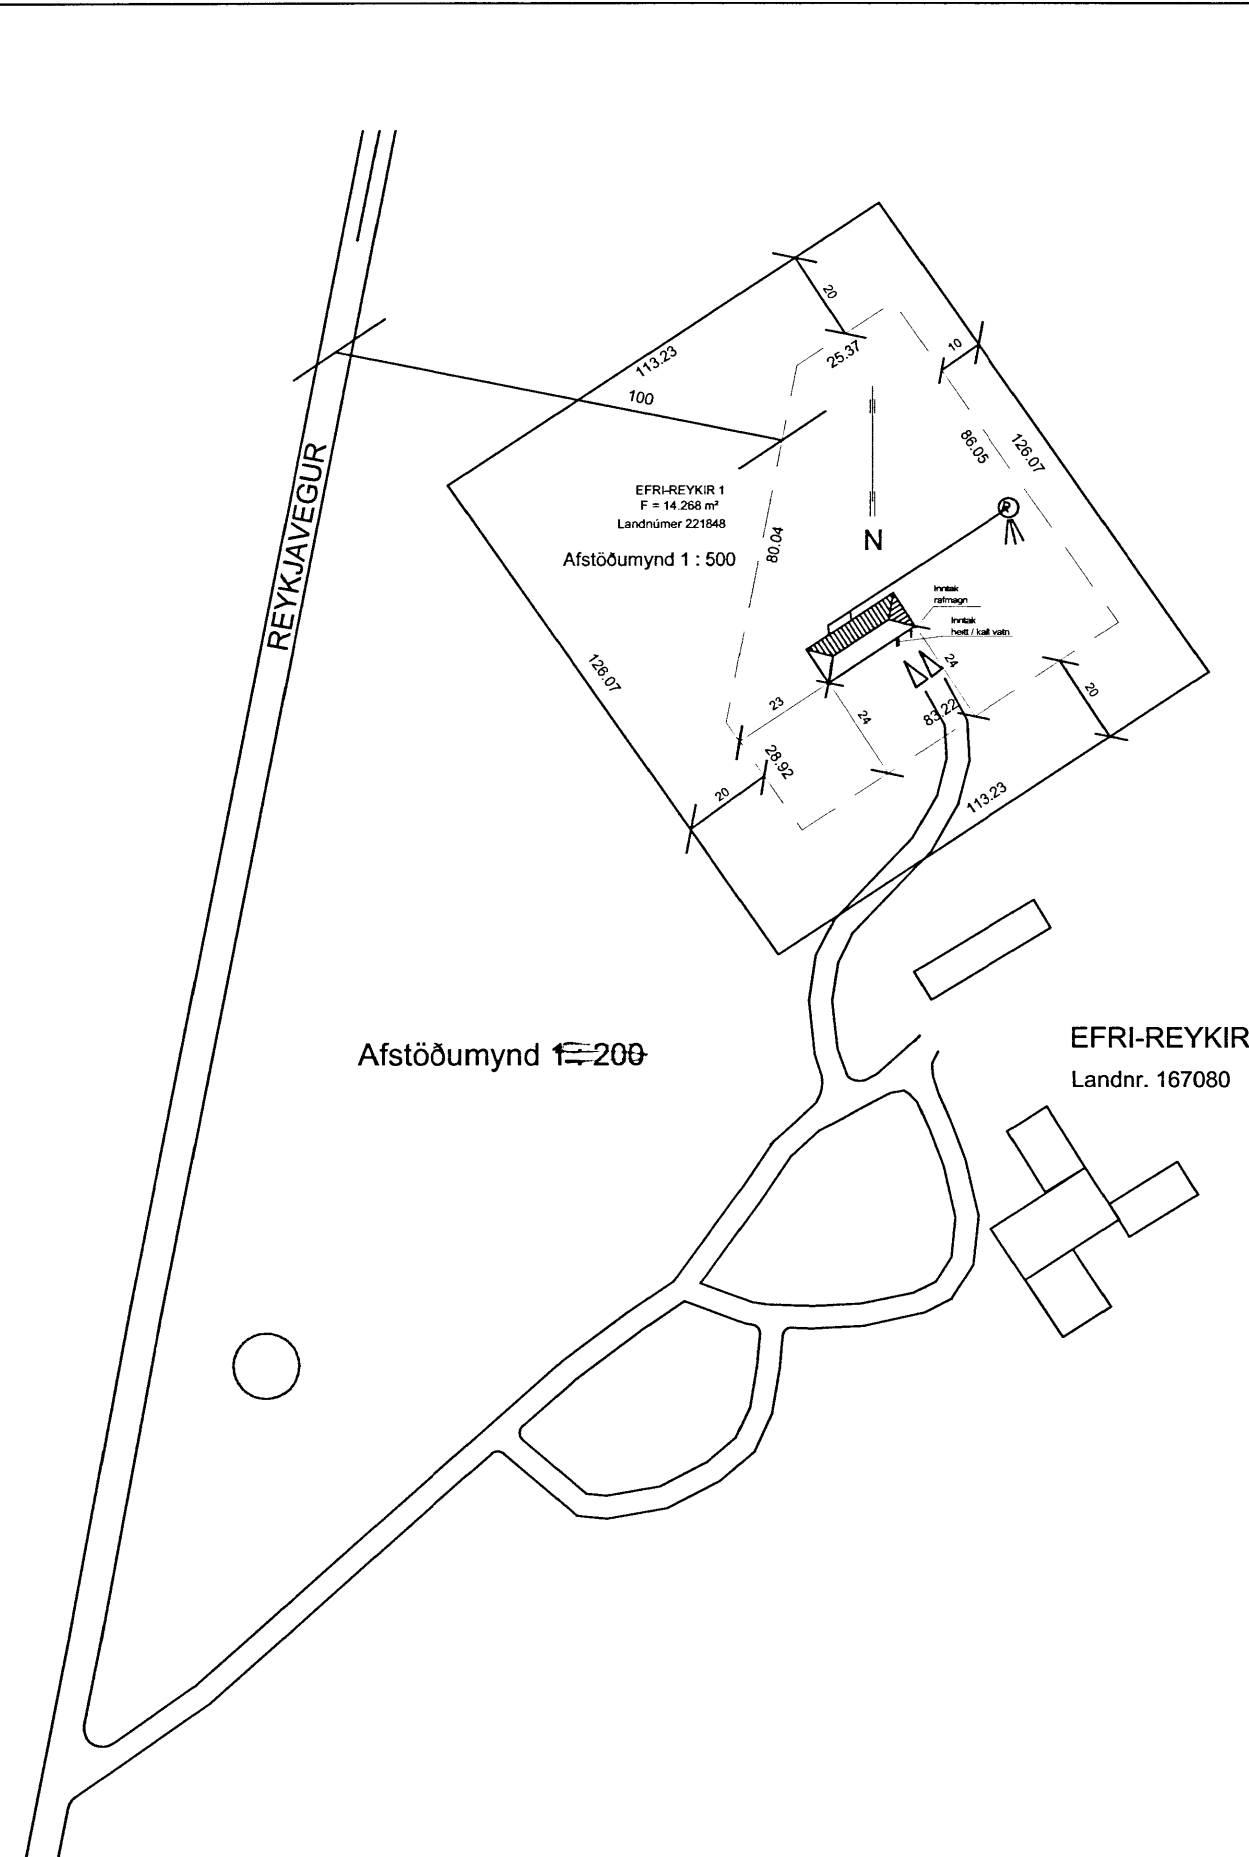 20
113.23
25.37
10
100
86.05
126.07
REYKJAVEGUR
EFRI-REYKIR 1
F = 14.268 m²
Landnúmer 221848
Afstöðumynd 1 : 500
80.04
R
N
Inntak
rafmagn
Inntak
heitt / kalt vatn
126.07
24
23
24
83.22
20
28.92
20
113.23
Afstöðumynd 1 : 200
EFRI-REYKIR
Landnr. 167080